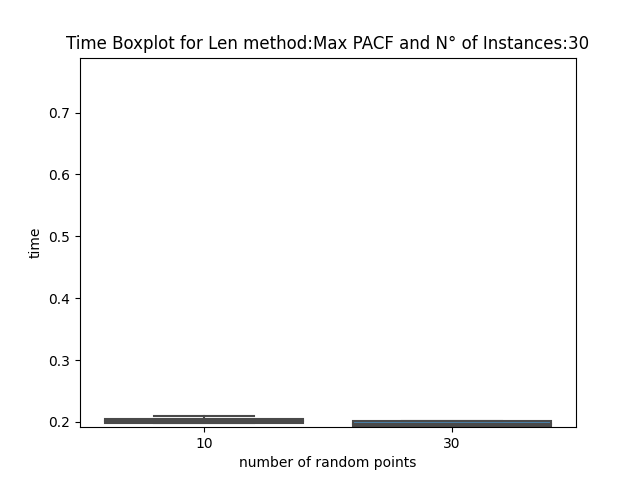 Time Boxplot for Len method:Max PACF and N° of Instances:30
0.7
0.6
0.5
0.4
0.3
0.2
time
10
30
number of random points